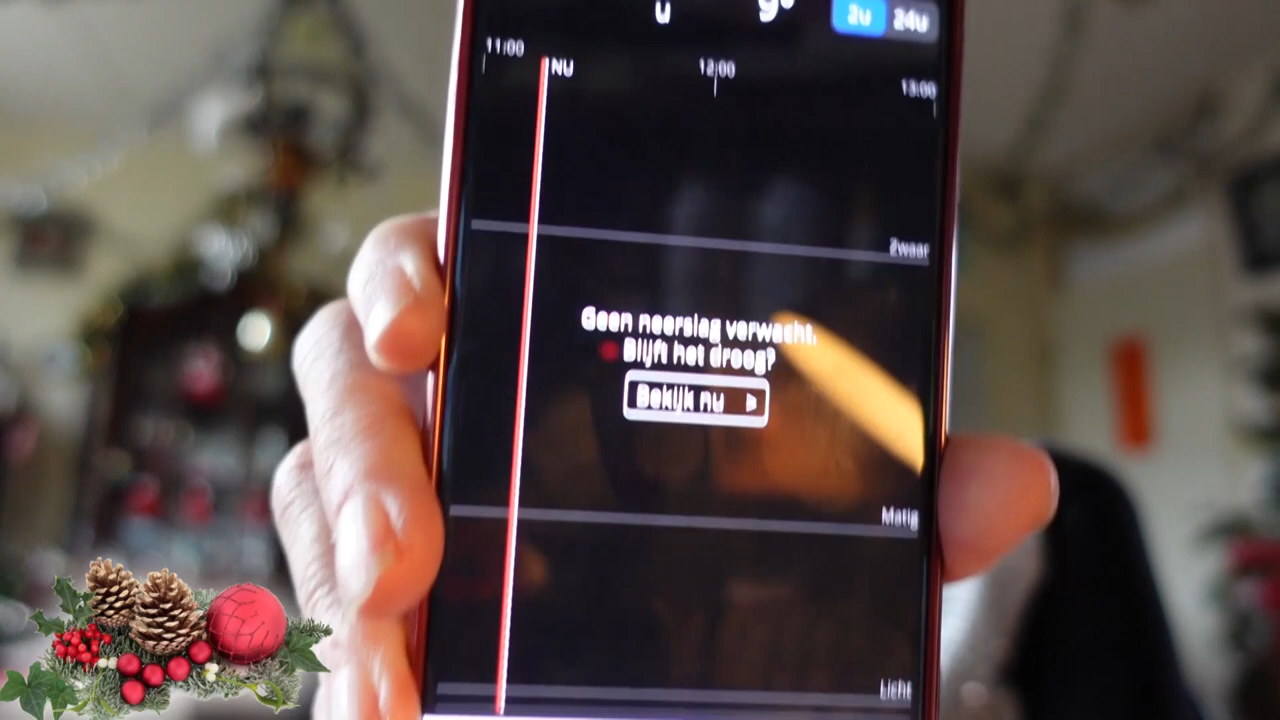 2u 24u
11:00
NU
12:00
13:00
Zwaar
Geen neerslag verwacht.
Blijft het droog?
Bekijk nu
Matig
Licht